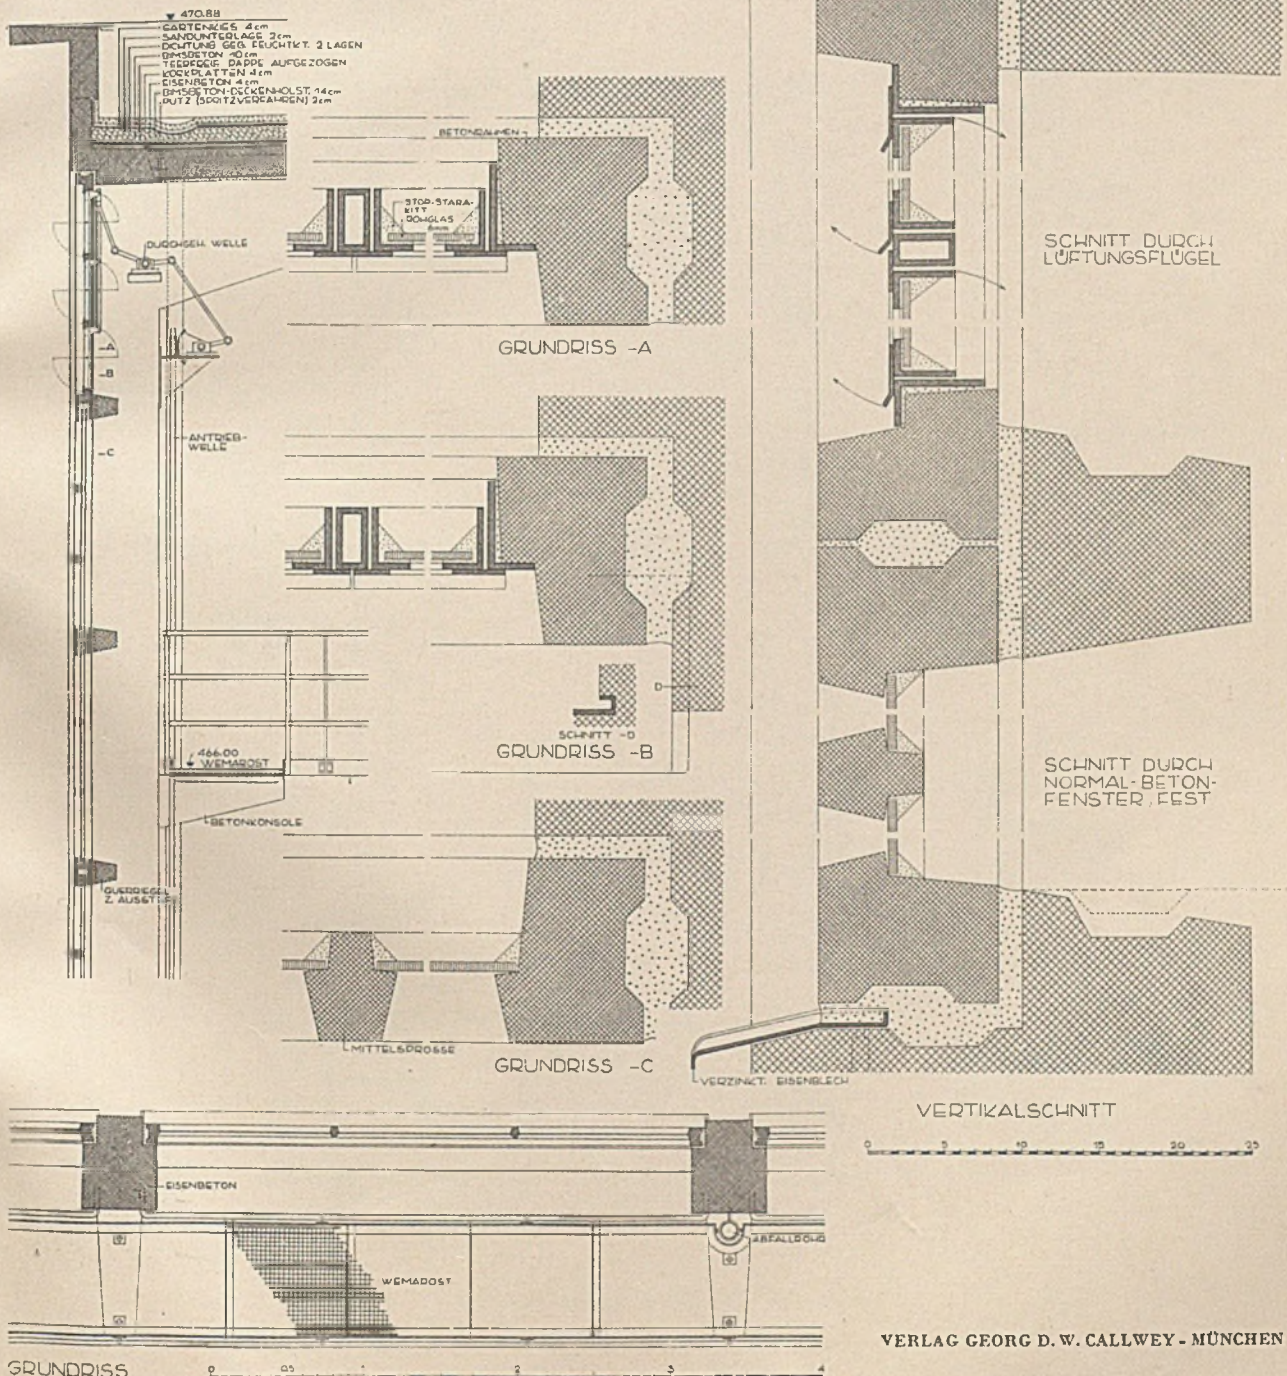 470.88
GARTENKIES 4cm
SANDUNTERLAGE 2cm
DICHTUNG GEG. FEUCHTKT. 2 LAGEN
BIMSBETON 10cm
TEERFREIE PAPPE AUFGEZOGEN
KORKPLATTEN 4cm
EISENBETON 4cm
BIMSBETON-DECKENHOLST. 14cm
PUTZ (SPRITZVERFAHREN) 2cm
DURCHGEH. WELLE
A
B
C
ANTRIEB-
WELLE
466.00
WEMAROST
BETONKONSOLE
QUERRIEGEL
Z. AUSSTEIF
BETONRAHMEN
STOP-STARA-
KITT
ROHGLAS
6mm
GRUNDRISS -A
D
SCHNITT -D
GRUNDRISS -B
MITTELSPROSSE
GRUNDRISS -C
SCHNITT DURCH
LÜFTUNGSFLÜGEL
SCHNITT DURCH
NORMAL-BETON-
FENSTER, FEST
VERZINKT. EISENBLECH
VERTIKALSCHNITT
0 5 10 15 20 25
EISENBETON
WEMAROST
ABFALLROHR
GRUNDRISS
0 0,5 1 2 3 4
VERLAG GEORG D. W. CALLWEY - MÜNCHEN